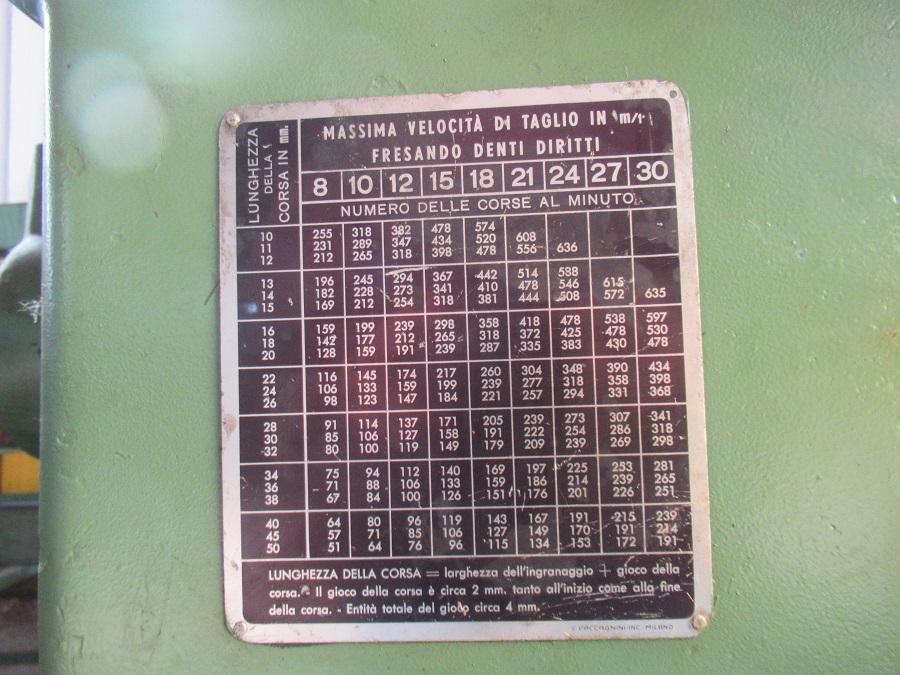 LUNGHEZZA
DELLA
CORSA IN mm.
MASSIMA VELOCITÀ DI TAGLIO IN m/1'
FRESANDO DENTI DIRITTI
8 10 12 15 18 21 24 27 30
NUMERO DELLE CORSE AL MINUTO
10 255 318 382 478 574
11 231 289 347 434 520 608
12 212 265 318 398 478 556 636
13 196 245 294 367 442 514 588
14 182 228 273 341 410 478 546 615
15 169 212 254 318 381 444 508 572 635
16 159 199 239 298 358 418 478 538 597
18 142 177 212 265 318 372 425 478 530
20 128 159 191 239 287 335 383 430 478
22 116 145 174 217 260 304 348 390 434
24 106 133 159 199 239 277 318 358 398
26 98 123 147 184 221 257 294 331 368
28 91 114 137 171 205 239 273 307 341
30 85 106 127 158 191 222 254 286 318
32 80 100 119 149 179 209 239 269 298
34 75 94 112 140 169 197 225 253 281
36 71 88 106 133 159 186 214 239 265
38 67 84 100 126 151 176 201 226 251
40 64 80 96 119 143 167 191 215 239
45 57 71 85 106 127 149 170 191 214
50 51 64 76 96 115 134 153 172 191
LUNGHEZZA DELLA CORSA = larghezza dell'ingranaggio + gioco della
corsa. - Il gioco della corsa è circa 2 mm. tanto all'inizio come alla fine
della corsa. - Entità totale del gioco circa 4 mm.
PACCAGNINI INC. MILANO